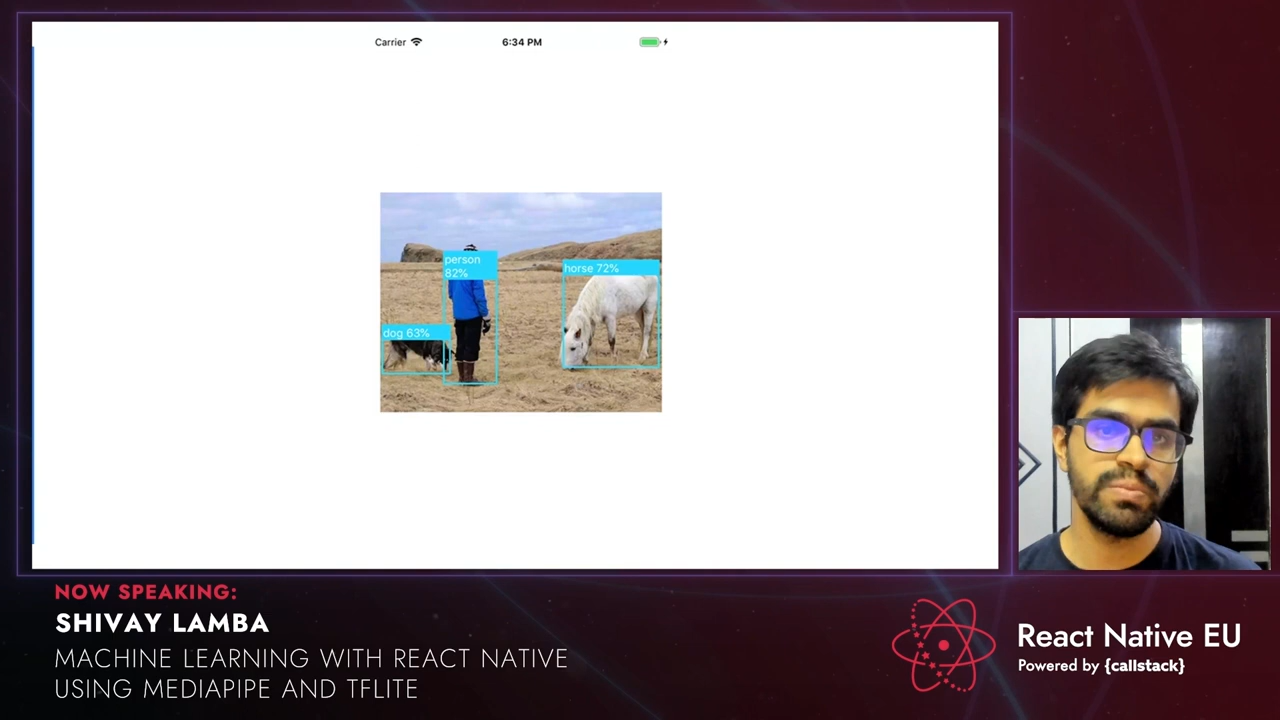 Carrier
6:34 PM
person
82%
horse 72%
dog 63%
NOW SPEAKING:
SHIVAY LAMBA
MACHINE LEARNING WITH REACT NATIVE
USING MEDIAPIPE AND TFLITE
React Native EU
Powered by {callstack}